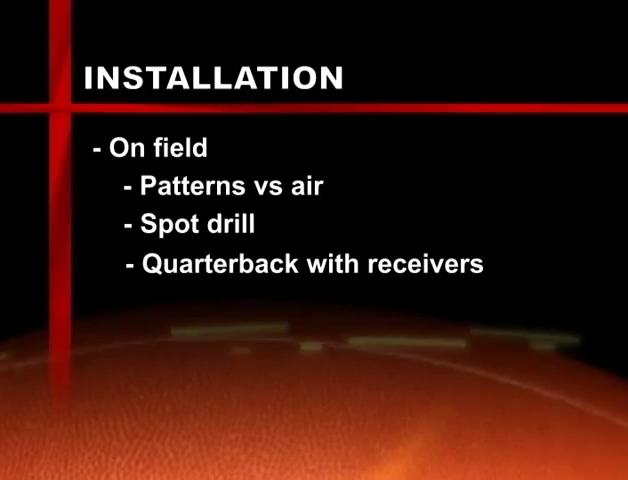 INSTALLATION
- On field
- Patterns vs air
- Spot drill
- Quarterback with receivers